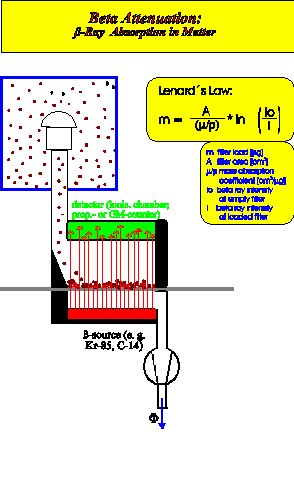 Beta Attenuation:
β-Ray Absorption in Matter
Lenard´s Law:
m = A / (μ/ρ) * ln (Io / I)
m filter load [μg]
A filter area [cm²]
μ/ρ mass absorption
coefficient [cm²/μg]
Io beta ray intensity
at empty filter
I beta ray intensity
at loaded filter
detector (ionis. chamber;
prop.- or GM-counter)
β-source (e. g.
Kr-85, C-14)
Φ